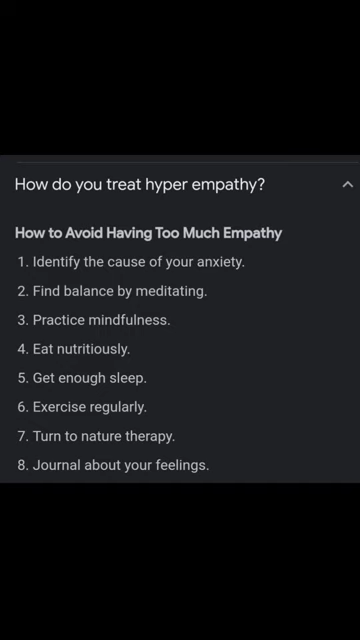 How do you treat hyper empathy?
How to Avoid Having Too Much Empathy
1. Identify the cause of your anxiety.
2. Find balance by meditating.
3. Practice mindfulness.
4. Eat nutritiously.
5. Get enough sleep.
6. Exercise regularly.
7. Turn to nature therapy.
8. Journal about your feelings.